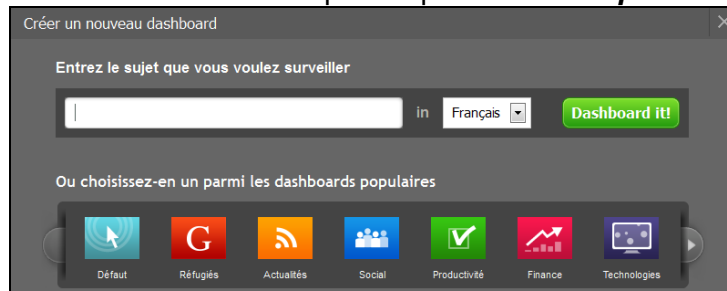 Créer un nouveau dashboard
Entrez le sujet que vous voulez surveiller
in Français Dashboard it!
Ou choisissez-en un parmi les dashboards populaires
G
Défaut Réfugiés Actualités Social Productivité Finance Technologies